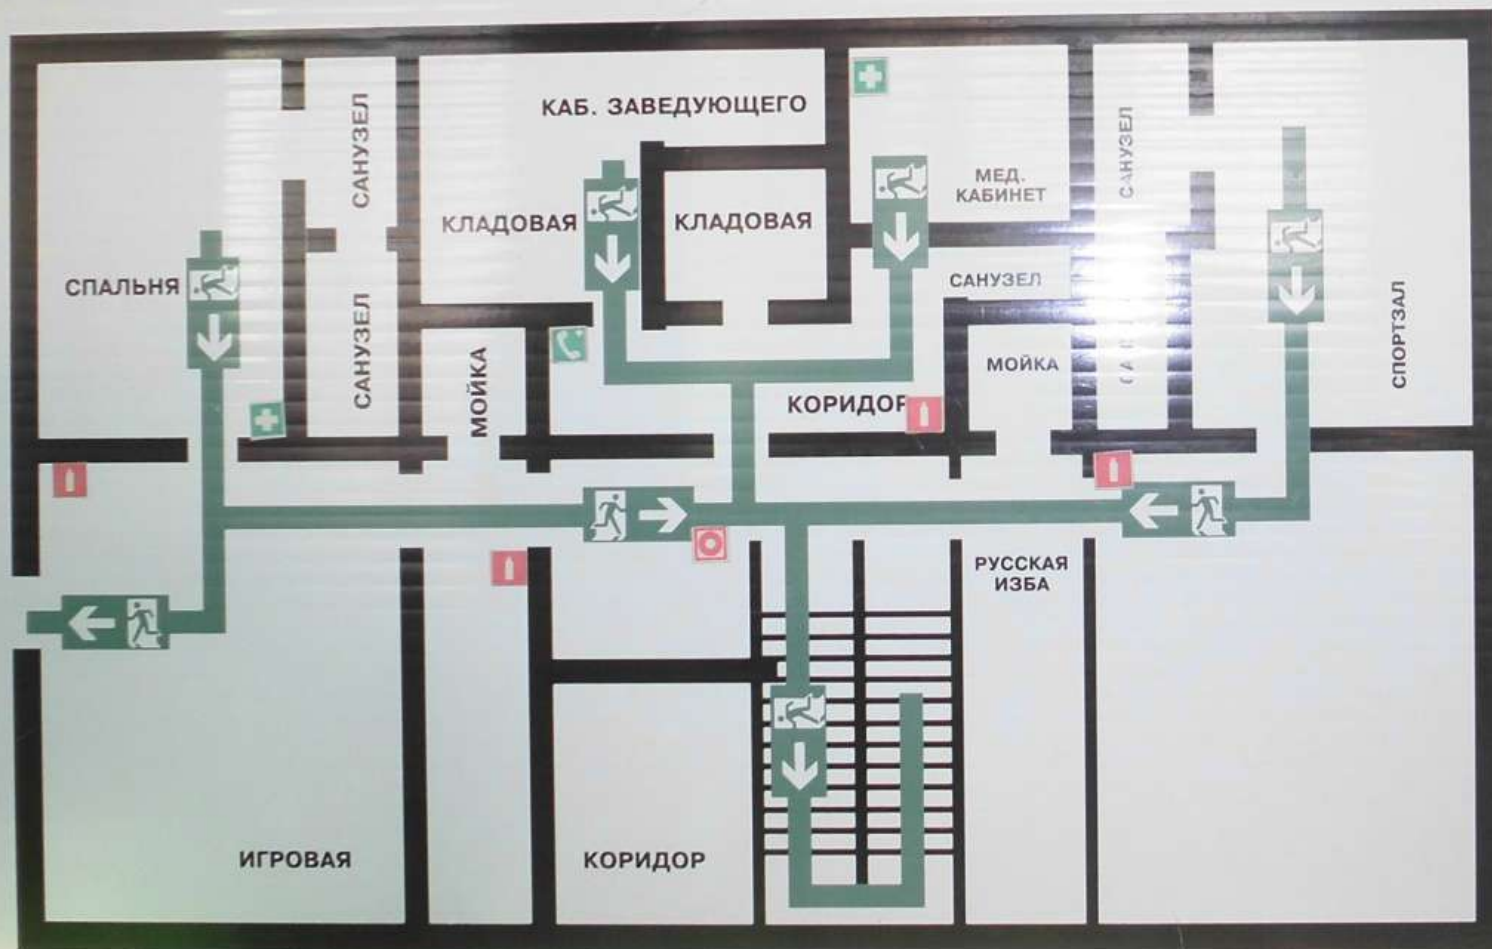 КАБ. ЗАВЕДУЮЩЕГО
САНУЗЕЛ
САНУЗЕЛ
МЕД.
КАБИНЕТ
КЛАДОВАЯ
КЛАДОВАЯ
СПАЛЬНЯ
САНУЗЕЛ
САНУЗЕЛ
МОЙКА
МОЙКА
СПОРТЗАЛ
КОРИДОР
РУССКАЯ
ИЗБА
ИГРОВАЯ
КОРИДОР